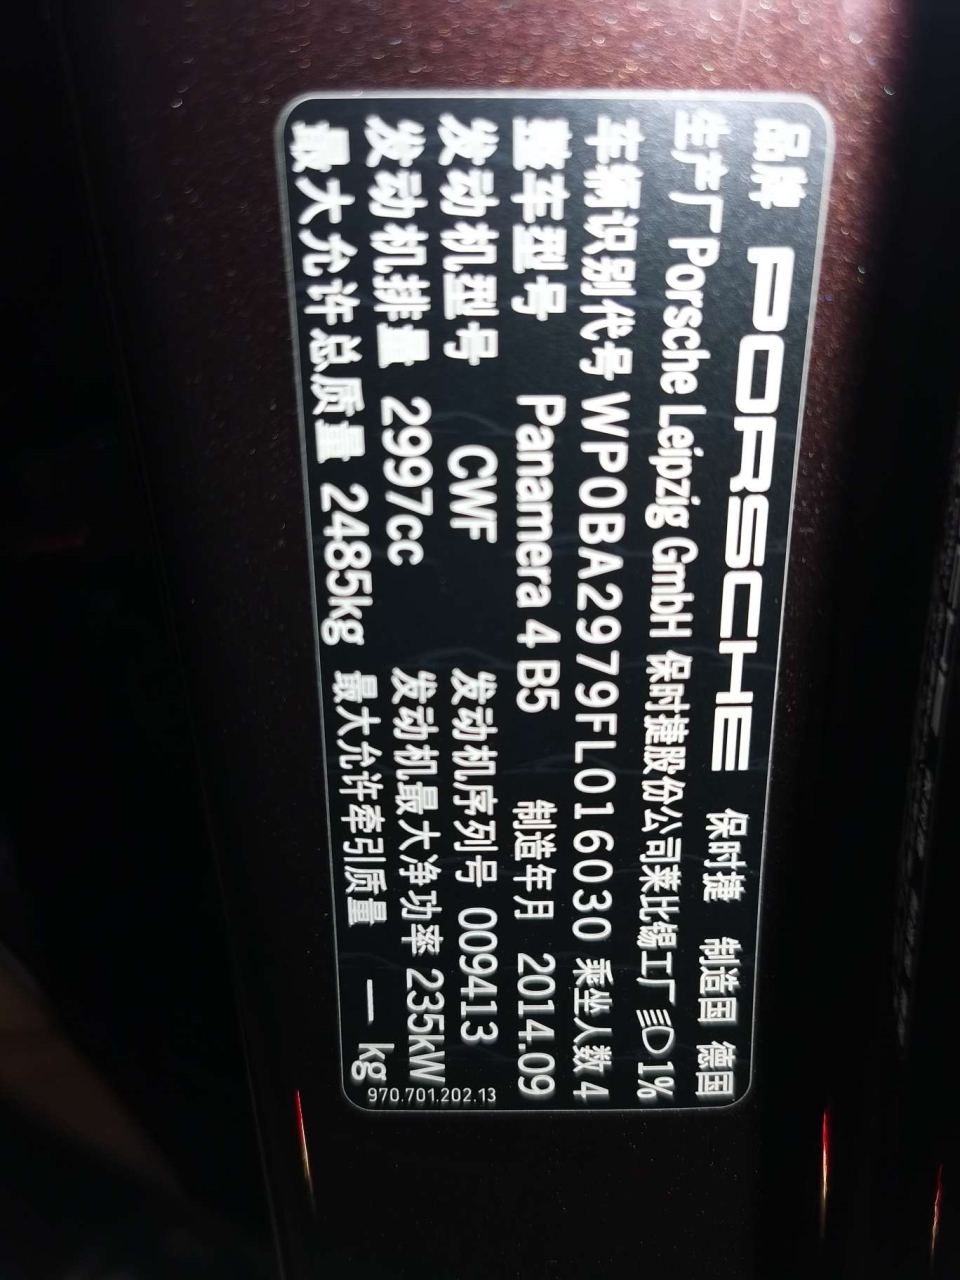 品牌 PORSCHE 保时捷 制造国 德国
生产厂 Porsche Leipzig GmbH 保时捷股份公司莱比锡工厂 1%
车辆识别代号 WP0BA2979FL016030 乘坐人数 4
整车型号 Panamera 4 B5 制造年月 2014.09
发动机型号 CWF 发动机序列号 009413
发动机排量 2997cc 发动机最大净功率 235kW
最大允许总质量 2485kg 最大允许牵引质量 — kg
970.701.202.13